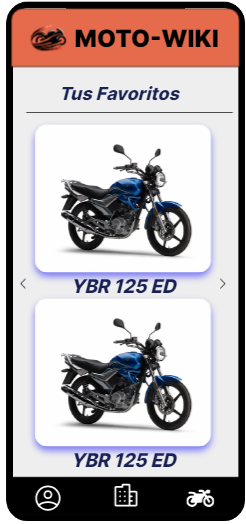 MOTO-WIKI
Tus Favoritos
YBR 125 ED
YBR 125 ED